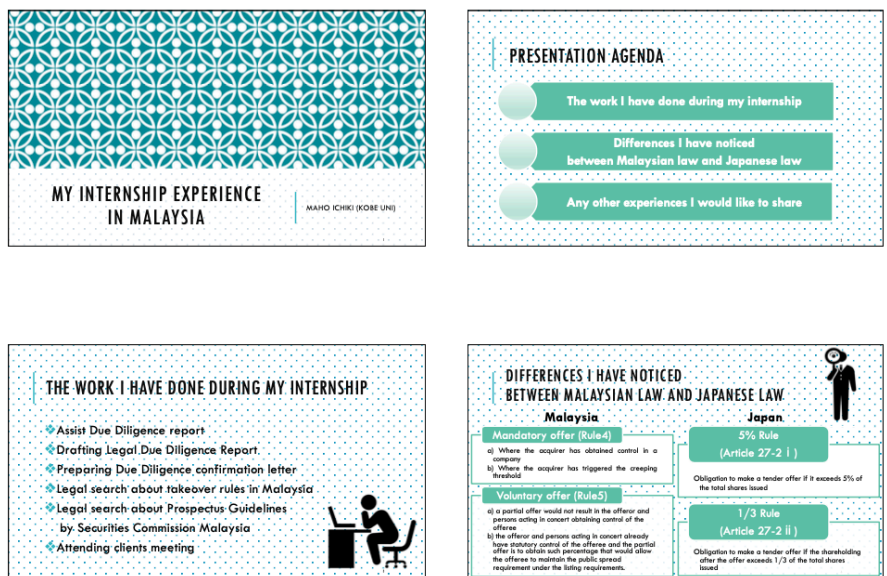 MY INTERNSHIP EXPERIENCE
IN MALAYSIA
MAHO ICHIKI (KOBE UNI)
PRESENTATION AGENDA
The work I have done during my internship
Differences I have noticed
between Malaysian law and Japanese law
Any other experiences I would like to share
THE WORK I HAVE DONE DURING MY INTERNSHIP
Assist Due Diligence report
Drafting Legal Due Diligence Report
Preparing Due Diligence confirmation letter
Legal search about takeover rules in Malaysia
Legal search about Prospectus Guidelines
by Securities Commission Malaysia
Attending clients meeting
DIFFERENCES I HAVE NOTICED
BETWEEN MALAYSIAN LAW AND JAPANESE LAW
Malaysia
Mandatory offer (Rule4)
a) Where the acquirer has obtained control in a
company
b) Where the acquirer has triggered the creeping
threshold
Voluntary offer (Rule5)
a) a partial offer would not result in the offeror and
persons acting in concert obtaining control of the
offeree
b) the offeror and persons acting in concert already
have statutory control of the offeree and the partial
offer is to obtain such percentage that would allow
the offeree to maintain the public spread
requirement under the listing requirements.
Japan
5% Rule
(Article 27-2 ⅰ)
Obligation to make a tender offer if it exceeds 5% of
the total shares issued
1/3 Rule
(Article 27-2 ⅱ)
Obligation to make a tender offer if the shareholding
after the offer exceeds 1/3 of the total shares
issued